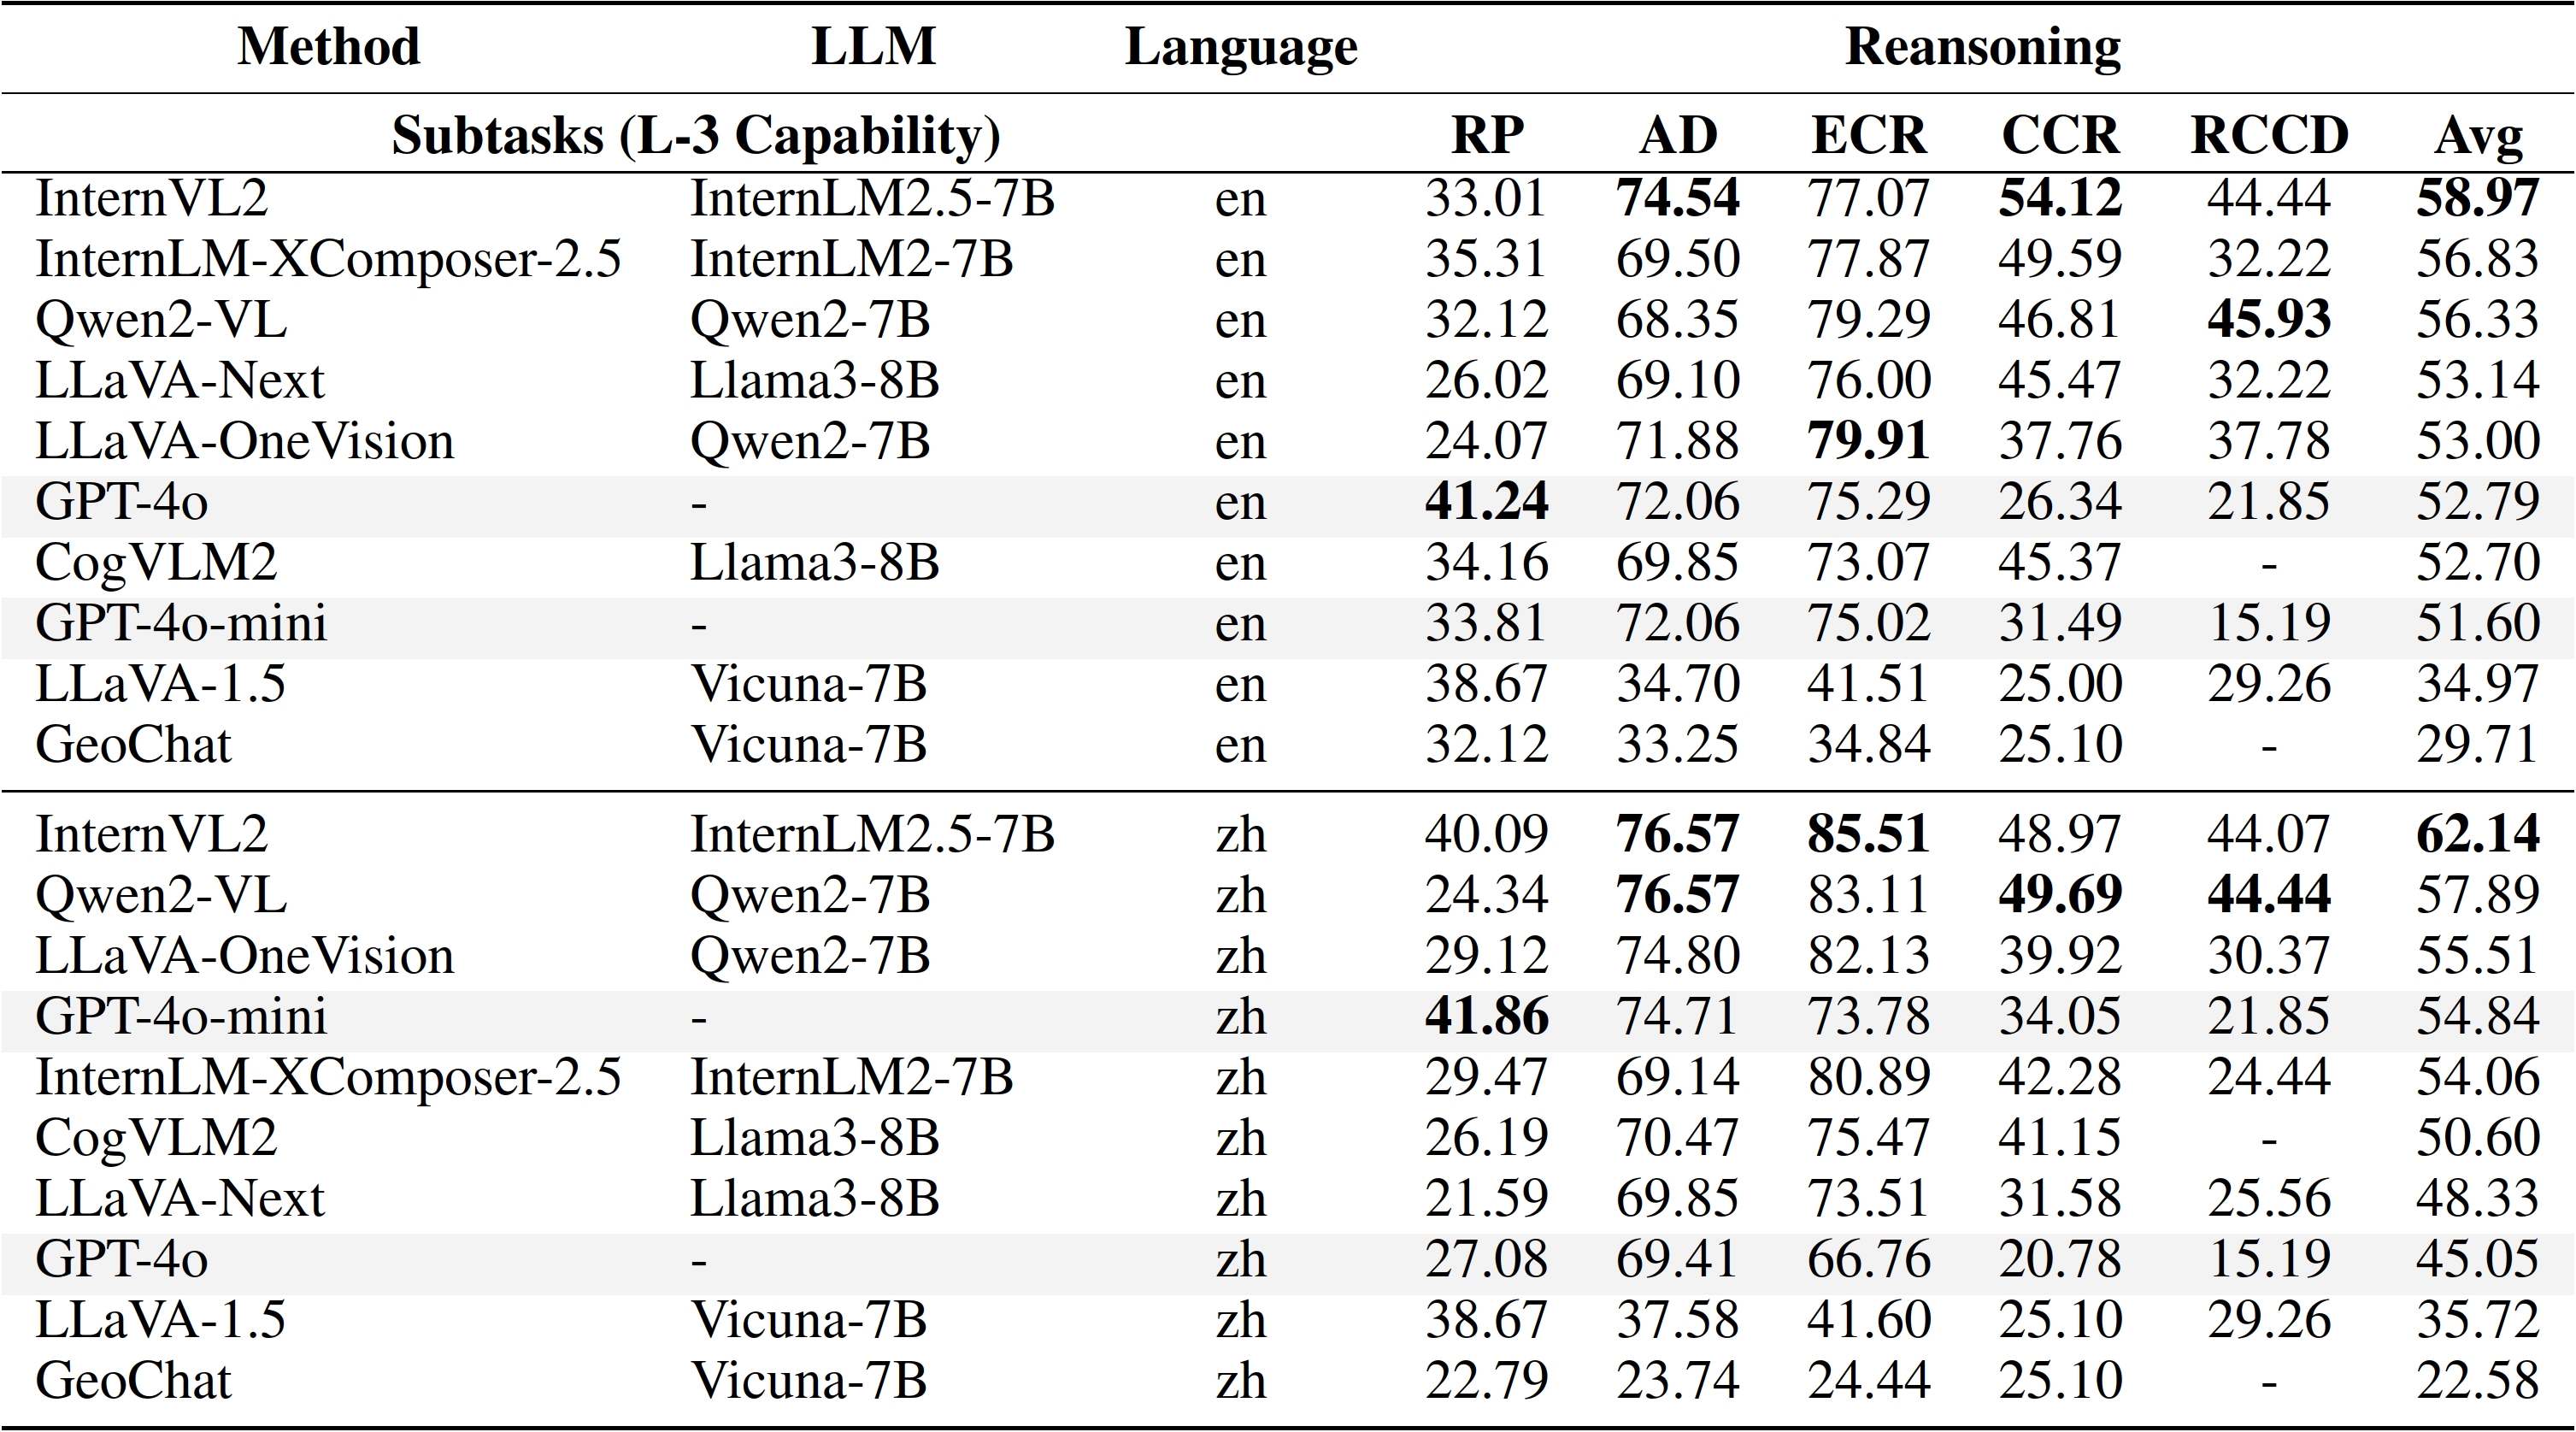 Method LLM Language Reansoning
Subtasks (L-3 Capability) RP AD ECR CCR RCCD Avg
InternVL2 InternLM2.5-7B en 33.01 74.54 77.07 54.12 44.44 58.97
InternLM-XComposer-2.5 InternLM2-7B en 35.31 69.50 77.87 49.59 32.22 56.83
Qwen2-VL Qwen2-7B en 32.12 68.35 79.29 46.81 45.93 56.33
LLaVA-Next Llama3-8B en 26.02 69.10 76.00 45.47 32.22 53.14
LLaVA-OneVision Qwen2-7B en 24.07 71.88 79.91 37.76 37.78 53.00
GPT-4o - en 41.24 72.06 75.29 26.34 21.85 52.79
CogVLM2 Llama3-8B en 34.16 69.85 73.07 45.37 - 52.70
GPT-4o-mini - en 33.81 72.06 75.02 31.49 15.19 51.60
LLaVA-1.5 Vicuna-7B en 38.67 34.70 41.51 25.00 29.26 34.97
GeoChat Vicuna-7B en 32.12 33.25 34.84 25.10 - 29.71
InternVL2 InternLM2.5-7B zh 40.09 76.57 85.51 48.97 44.07 62.14
Qwen2-VL Qwen2-7B zh 24.34 76.57 83.11 49.69 44.44 57.89
LLaVA-OneVision Qwen2-7B zh 29.12 74.80 82.13 39.92 30.37 55.51
GPT-4o-mini - zh 41.86 74.71 73.78 34.05 21.85 54.84
InternLM-XComposer-2.5 InternLM2-7B zh 29.47 69.14 80.89 42.28 24.44 54.06
CogVLM2 Llama3-8B zh 26.19 70.47 75.47 41.15 - 50.60
LLaVA-Next Llama3-8B zh 21.59 69.85 73.51 31.58 25.56 48.33
GPT-4o - zh 27.08 69.41 66.76 20.78 15.19 45.05
LLaVA-1.5 Vicuna-7B zh 38.67 37.58 41.60 25.10 29.26 35.72
GeoChat Vicuna-7B zh 22.79 23.74 24.44 25.10 - 22.58